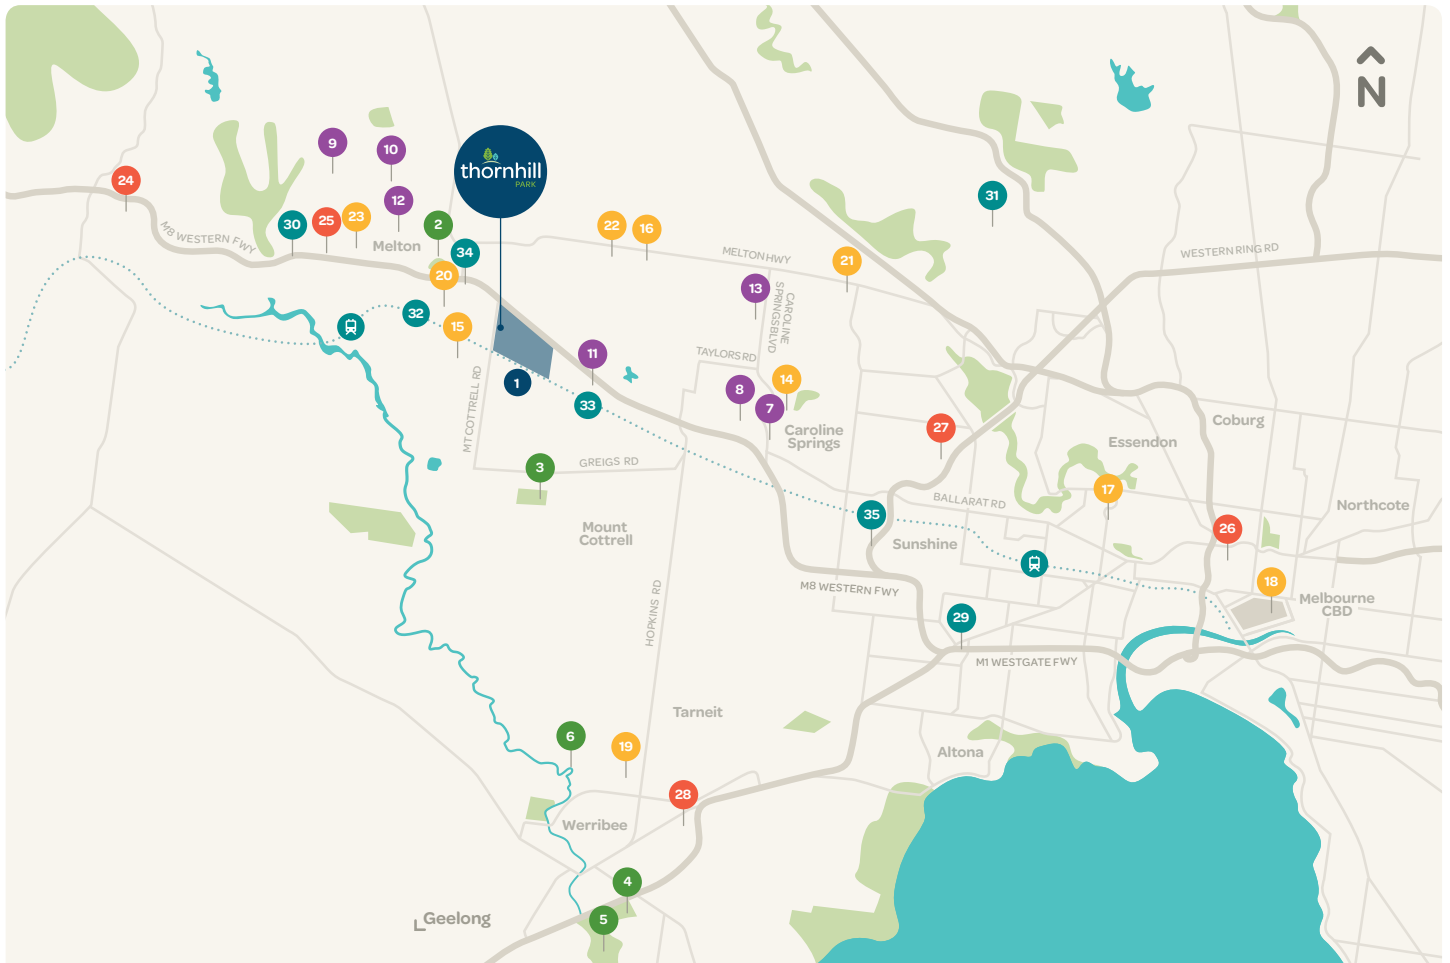 N
thornhill
PARK
9
10
24
12
31
30
25
23
2
22
16
M8 WESTERN FWY
Melton
34
MELTON HWY
WESTERN RING RD
21
20
13
CAROLINE
SPRINGS BLVD
32
15
11
TAYLORS RD
1
14
8
MT COTTRELL RD
33
7
Caroline
Springs
27
Coburg
Essendon
3
GREIGS RD
17
BALLARAT RD
Northcote
35
Mount
Cottrell
Sunshine
26
M8 WESTERN FWY
18
Melbourne
CBD
HOPKINS RD
29
M1 WESTGATE FWY
Tarneit
6
19
Altona
28
Werribee
4
Geelong
5